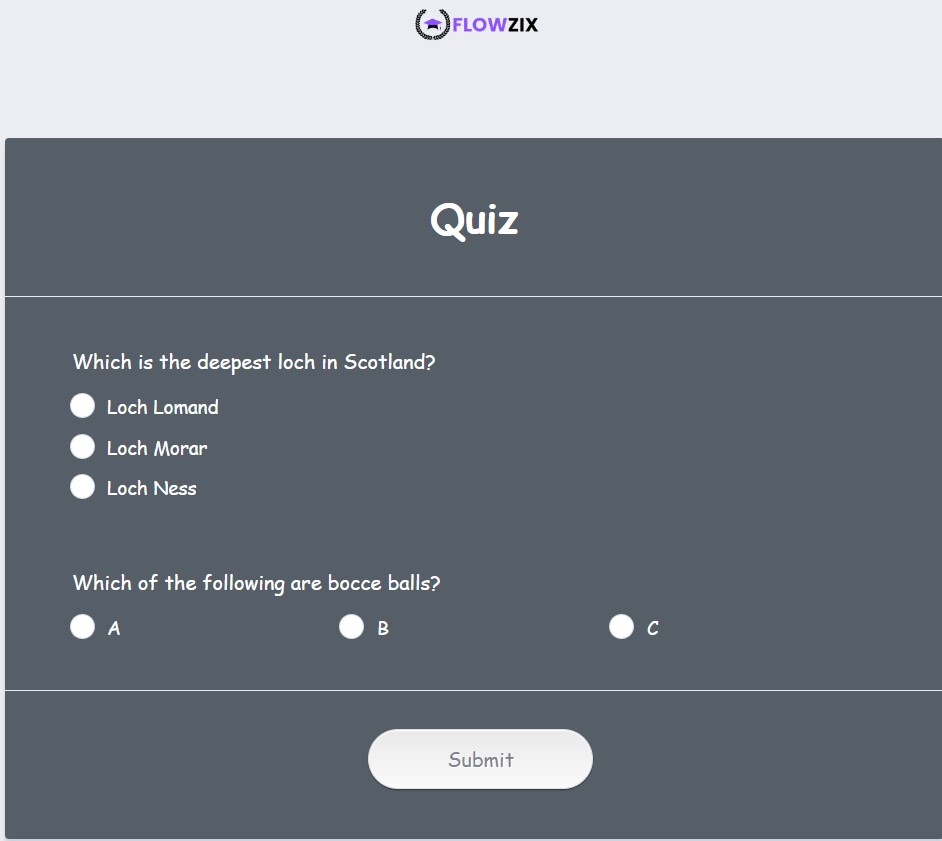 FLOWZIX
Quiz
Which is the deepest loch in Scotland?
Loch Lomand
Loch Morar
Loch Ness
Which of the following are bocce balls?
A B C
Submit